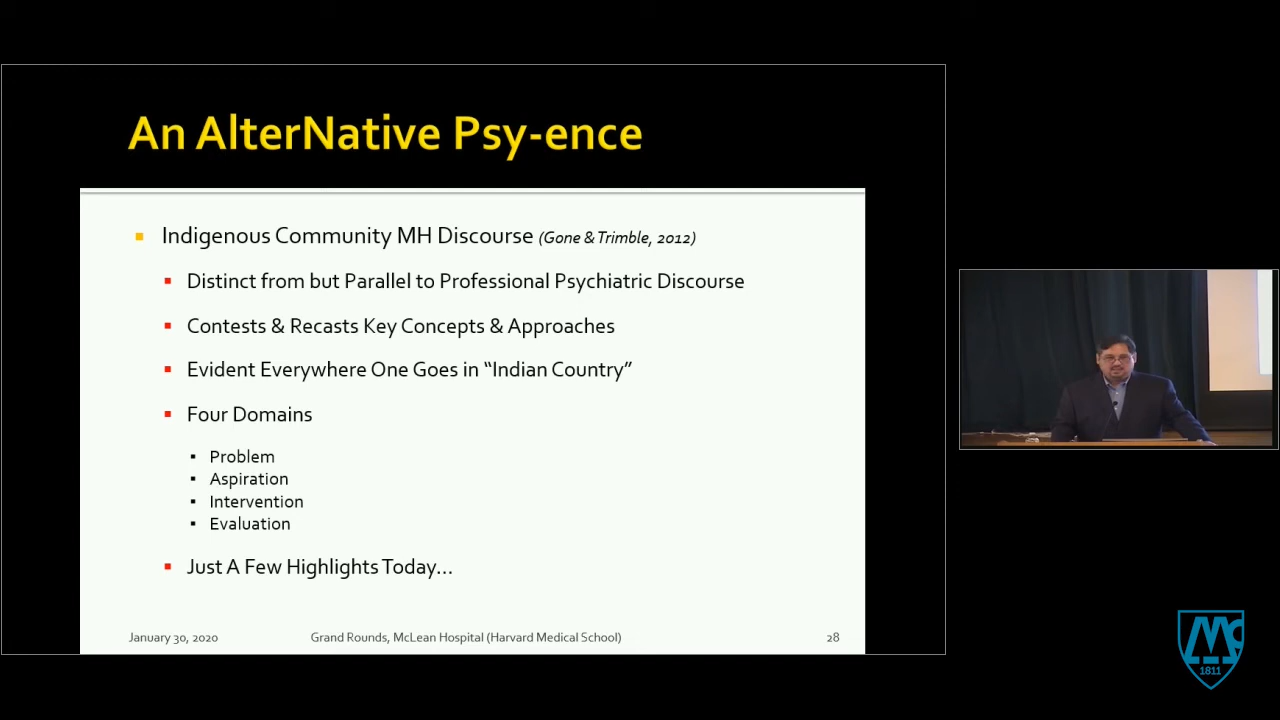 An AlterNative Psy-ence
Indigenous Community MH Discourse (Gone & Trimble, 2012)
Distinct from but Parallel to Professional Psychiatric Discourse
Contests & Recasts Key Concepts & Approaches
Evident Everywhere One Goes in “Indian Country”
Four Domains
Problem
Aspiration
Intervention
Evaluation
Just A Few Highlights Today…
January 30, 2020 Grand Rounds, McLean Hospital (Harvard Medical School) 28
Mc
1811